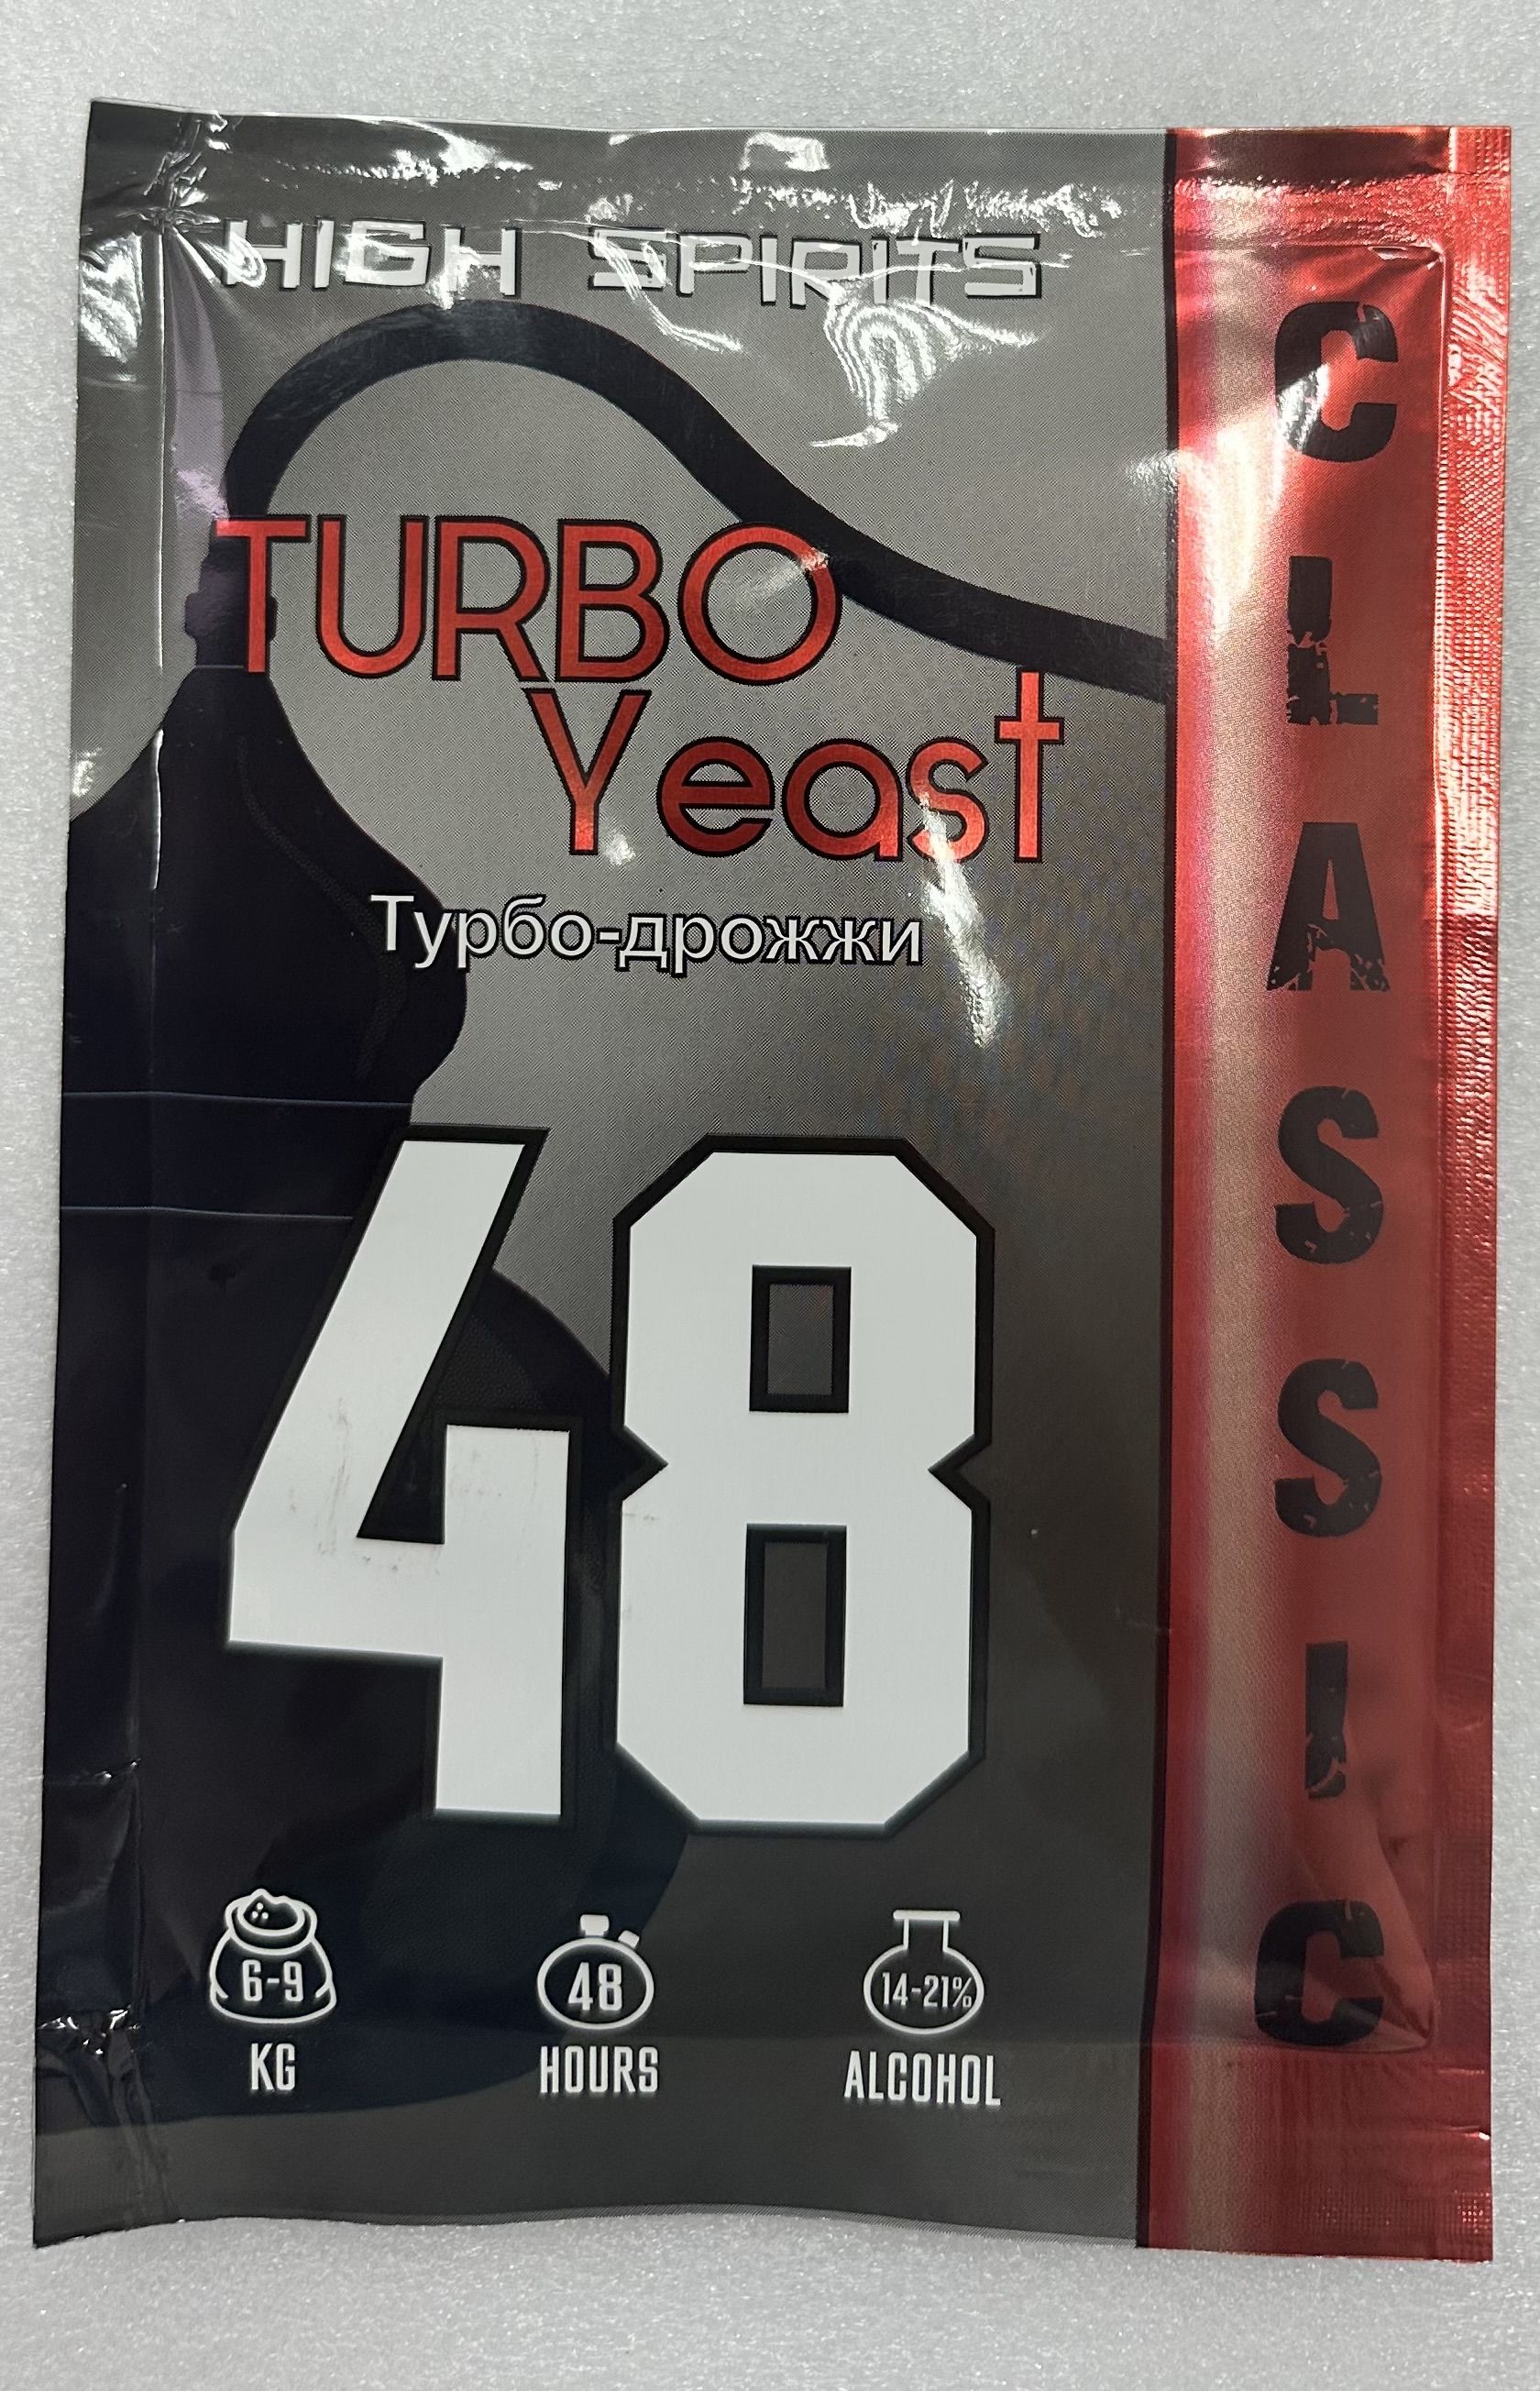 HIGH SPIRITS
TURBO
Yeast
Турбо-дрожжи
48
6-9
KG
48
HOURS
14-21%
ALCOHOL
CLASSIC